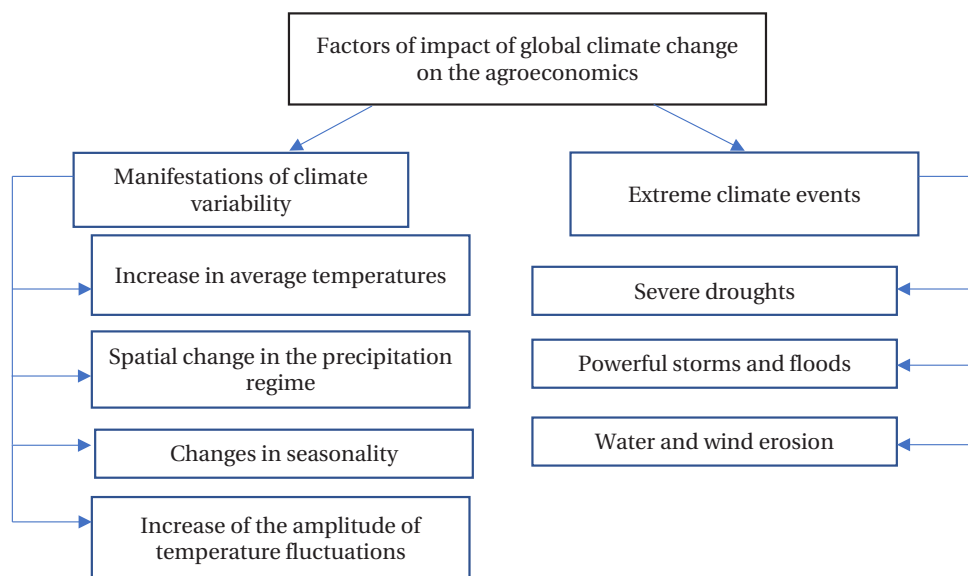 Factors of impact of global climate change
on the agroeconomics
Manifestations of climate
variability
Increase in average temperatures
Spatial change in the precipitation
regime
Changes in seasonality
Increase of the amplitude of
temperature fluctuations
Extreme climate events
Severe droughts
Powerful storms and floods
Water and wind erosion